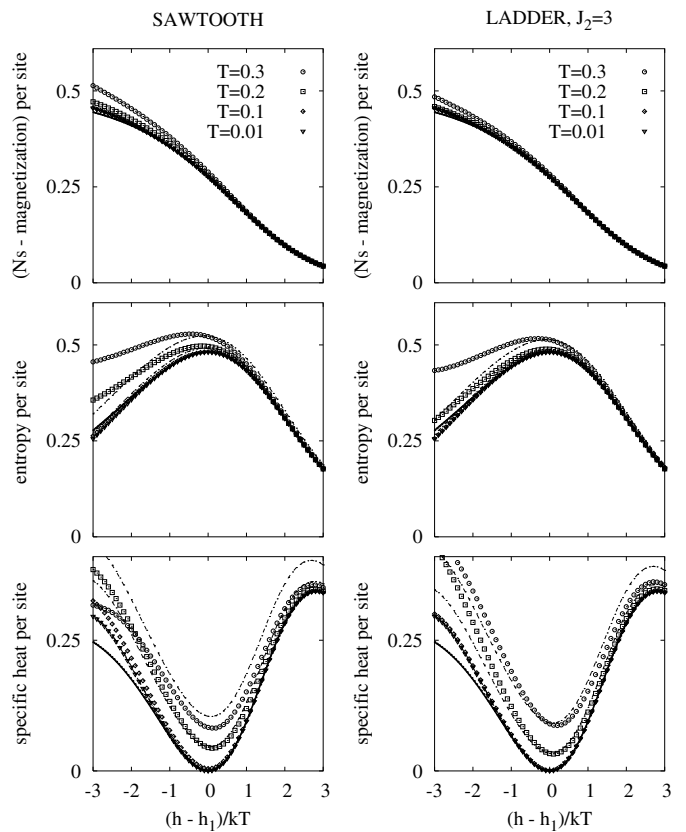 SAWTOOTH
(Ns - magnetization) per site
0.5
0.25
0
T=0.3
T=0.2
T=0.1
T=0.01
entropy per site
0.5
0.25
0
specific heat per site
0.25
0
-3 -2 -1 0 1 2 3
(h - h₁)/kT
LADDER, J₂=3
(Ns - magnetization) per site
0.5
0.25
0
T=0.3
T=0.2
T=0.1
T=0.01
entropy per site
0.5
0.25
0
specific heat per site
0.25
0
-3 -2 -1 0 1 2 3
(h - h₁)/kT